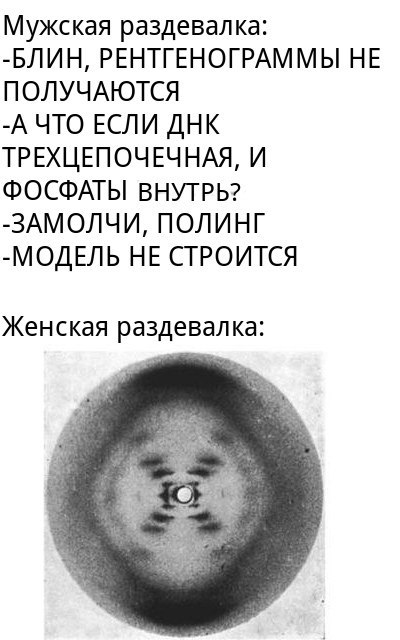 Мужская раздевалка:
-БЛИН, РЕНТГЕНОГРАММЫ НЕ
ПОЛУЧАЮТСЯ
-А ЧТО ЕСЛИ ДНК
ТРЕХЦЕПОЧЕЧНАЯ, И
ФОСФАТЫ ВНУТРЬ?
-ЗАМОЛЧИ, ПОЛИНГ
-МОДЕЛЬ НЕ СТРОИТСЯ
Женская раздевалка: